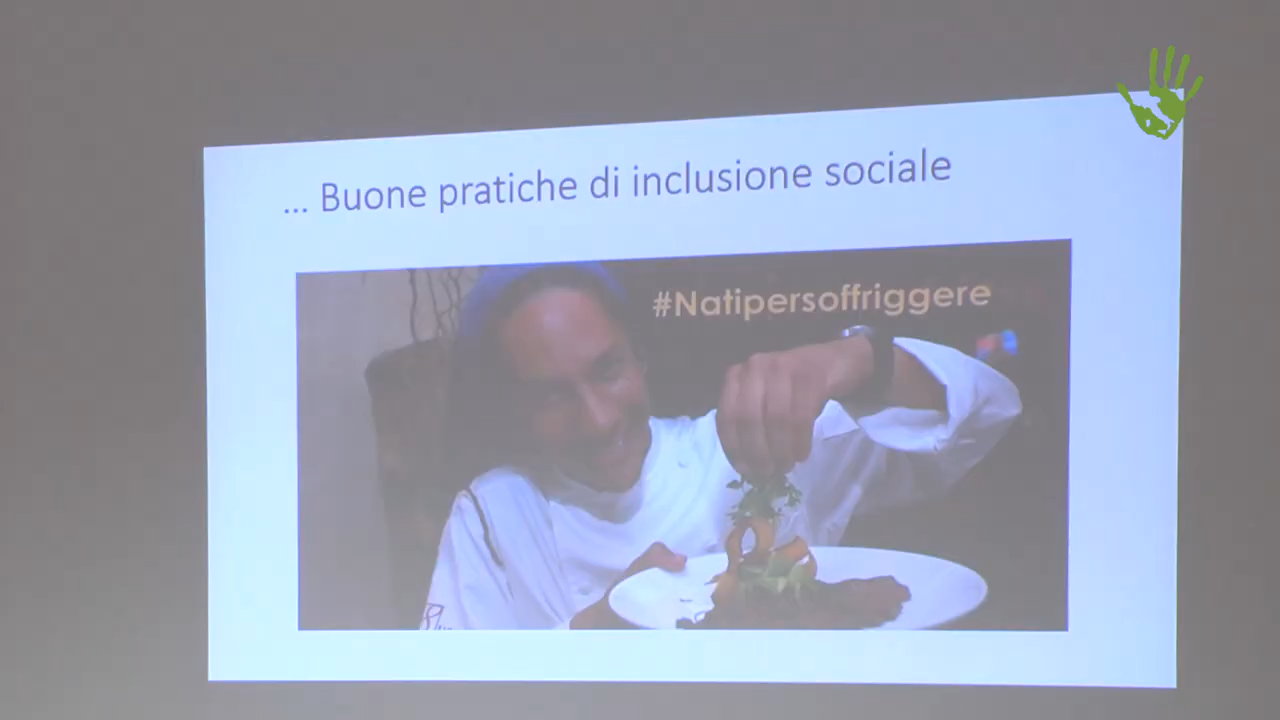 ... Buone pratiche di inclusione sociale
#Natipersoffriggere